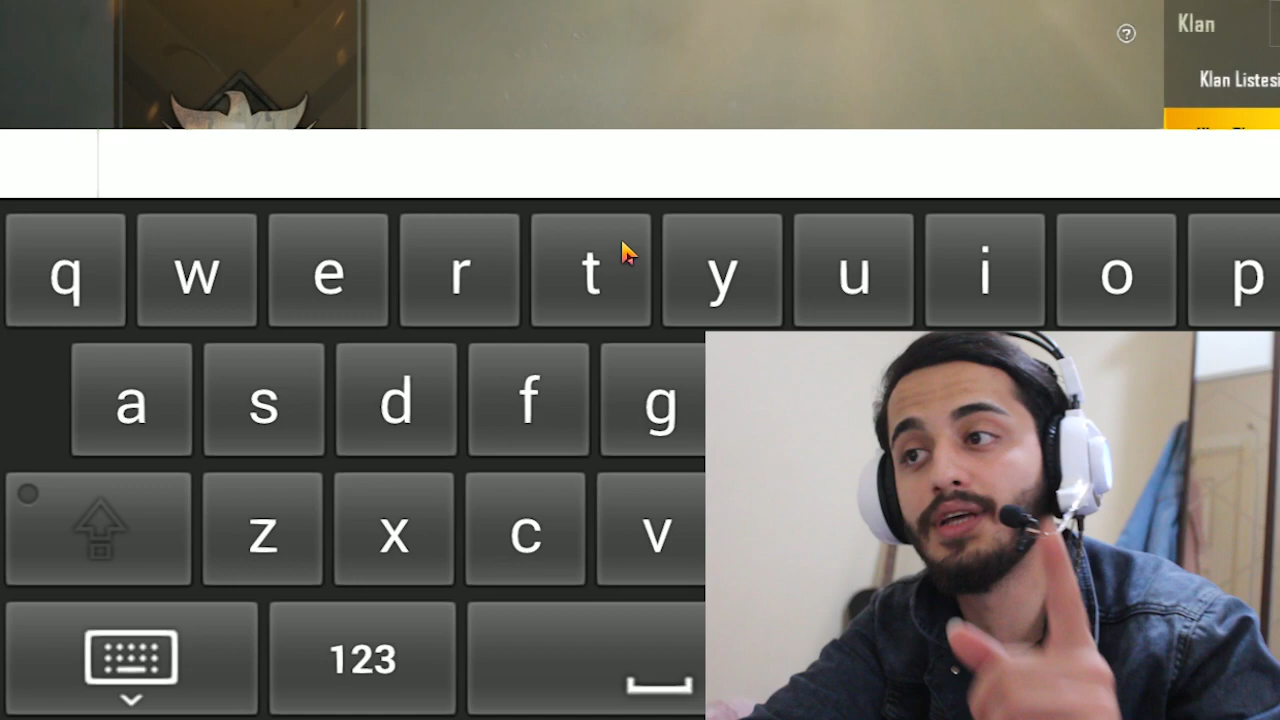 ?
Klan
Klan Listesi
q w e r t y u i o p
a s d f g
z x c v
123